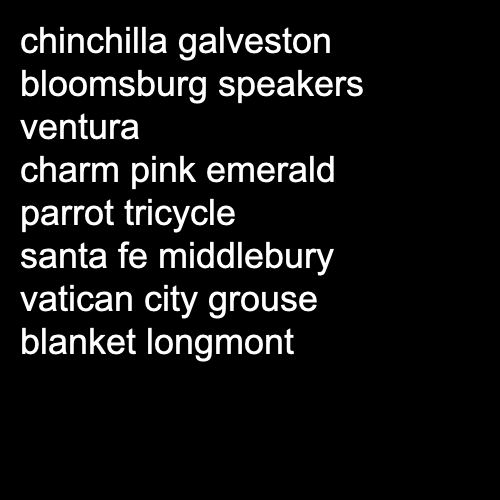 chinchilla galveston
bloomsburg speakers
ventura
charm pink emerald
parrot tricycle
santa fe middlebury
vatican city grouse
blanket longmont